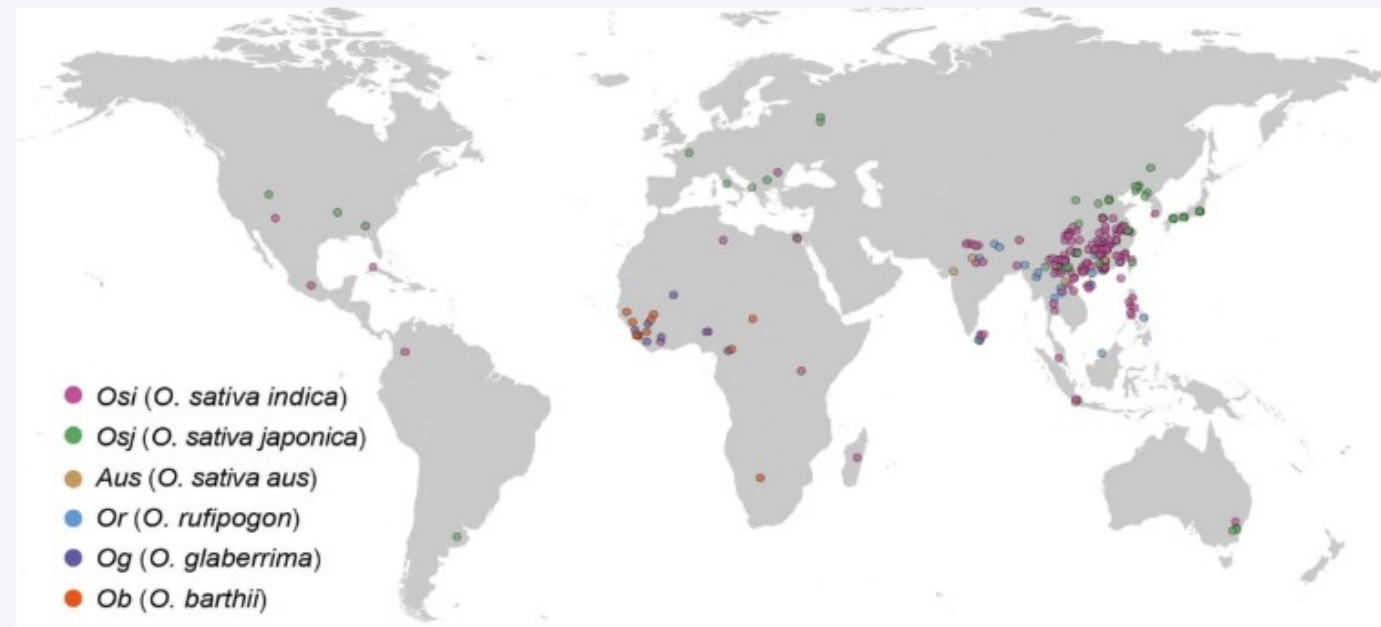 Osi (O. sativa indica)
Osj (O. sativa japonica)
Aus (O. sativa aus)
Or (O. rufipogon)
Og (O. glaberrima)
Ob (O. barthii)